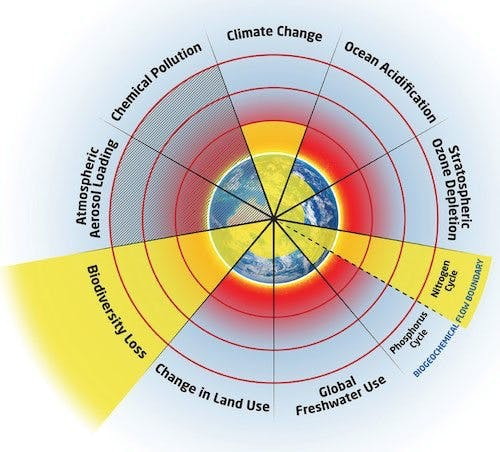 Climate Change
Ocean Acidification
Stratospheric
Ozone Depletion
Nitrogen
Cycle
BIOGEOCHEMICAL FLOW BOUNDARY
Phosphorus
Cycle
Global
Freshwater Use
Change in Land Use
Biodiversity Loss
Atmospheric
Aerosol Loading
Chemical Pollution